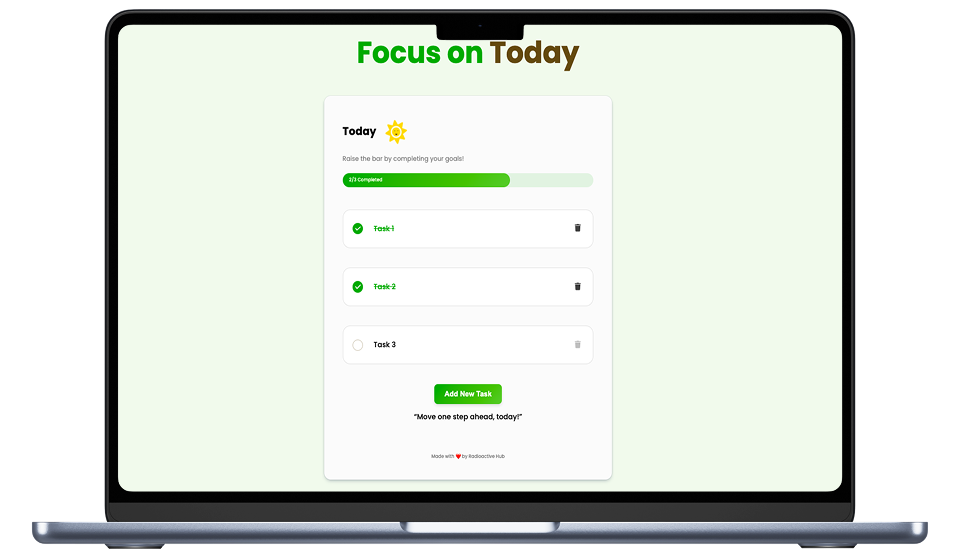 Focus on Today
Today
Raise the bar by completing your goals!
2/3 Completed
Task 1
Task 2
Task 3
Add New Task
“Move one step ahead, today!”
Made with ❤️ by Radioactive Hub